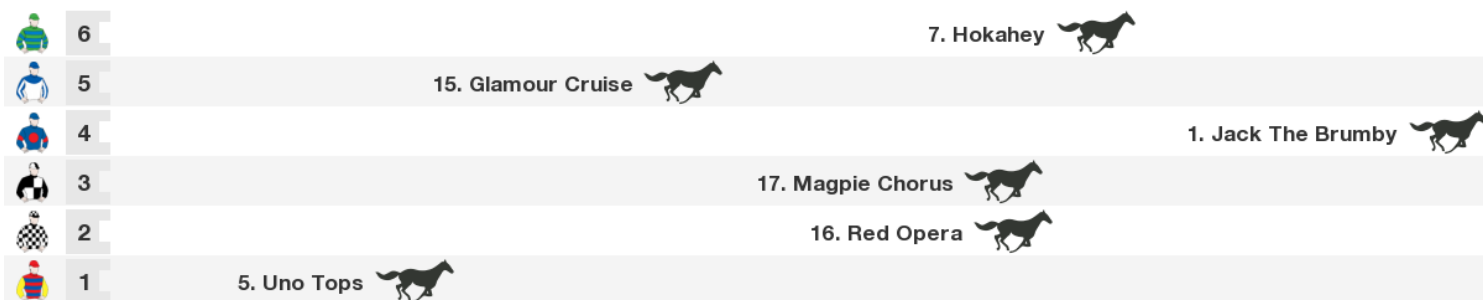 6 7. Hokahey
5 15. Glamour Cruise
4 1. Jack The Brumby
3 17. Magpie Chorus
2 16. Red Opera
1 5. Uno Tops